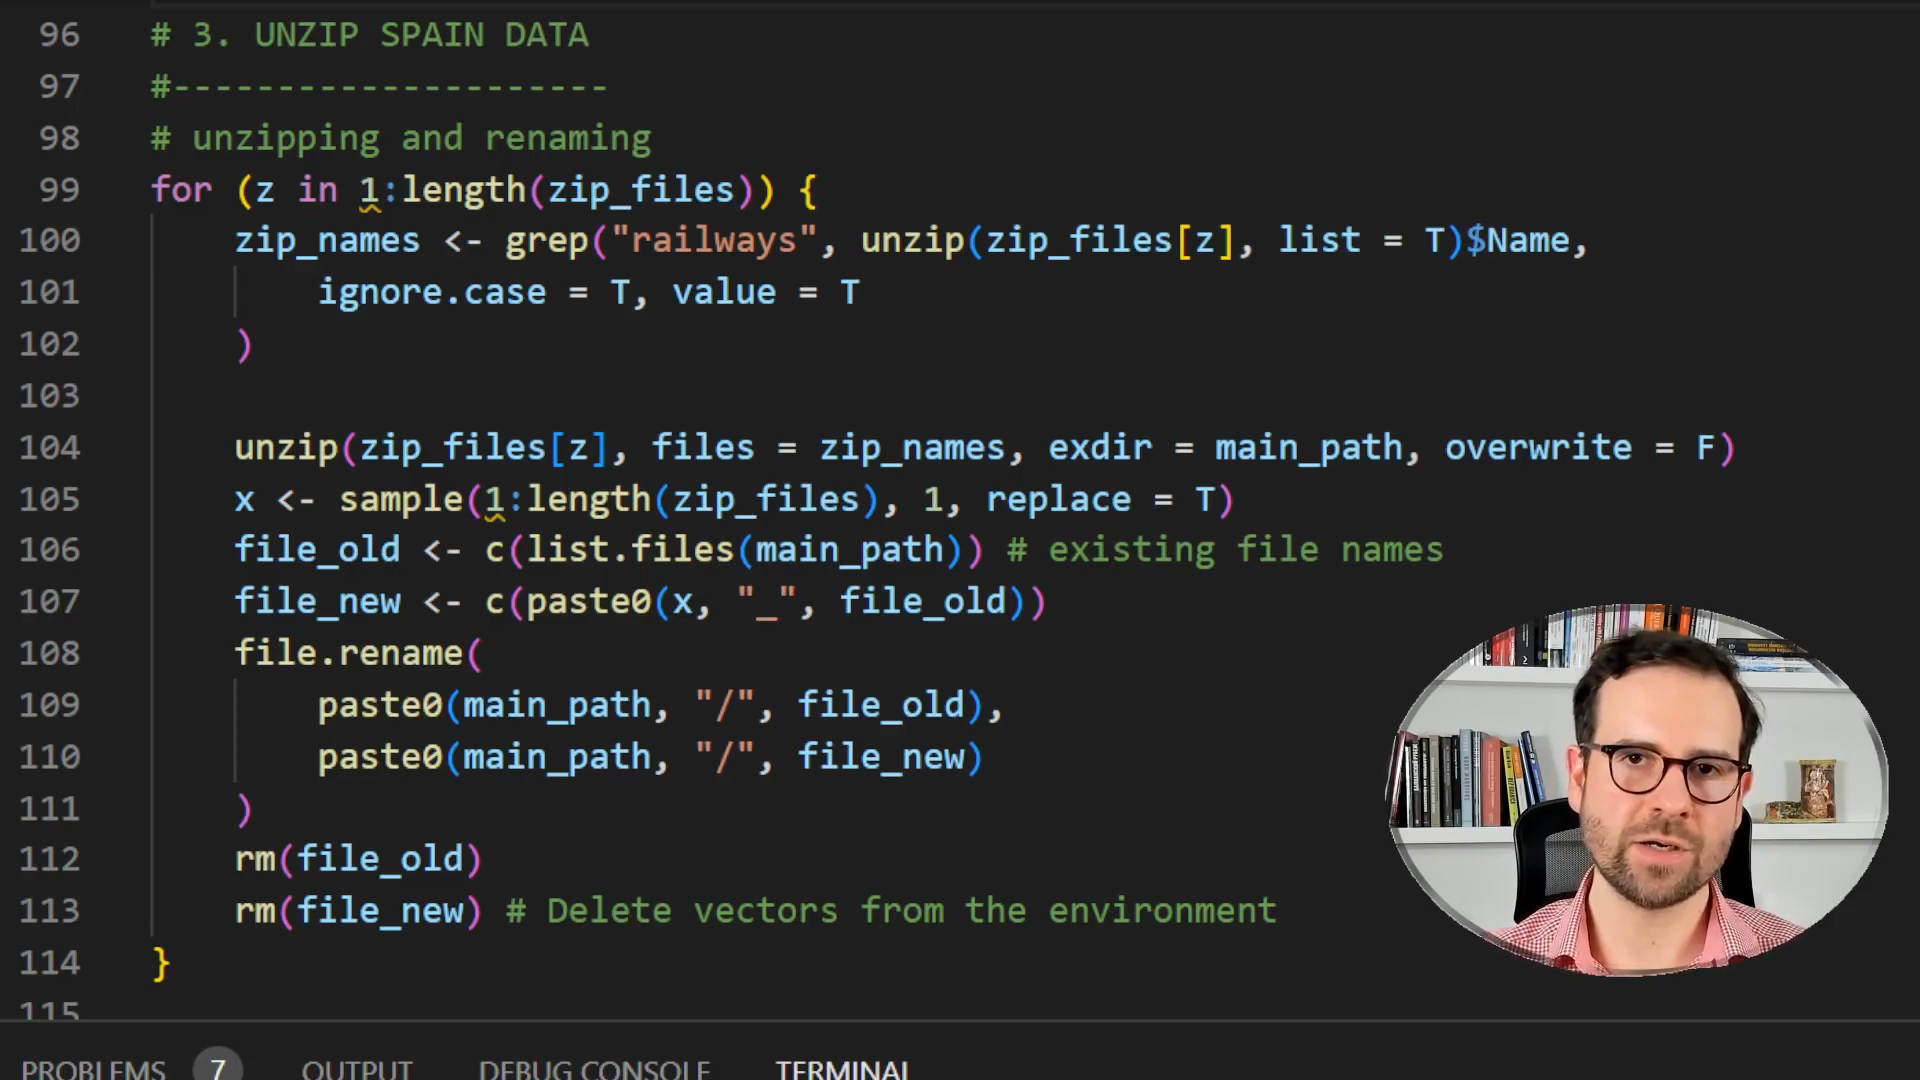 96 # 3. UNZIP SPAIN DATA
97 #---------------------
98 # unzipping and renaming
99 for (z in 1:length(zip_files)) {
100 zip_names <- grep("railways", unzip(zip_files[z], list = T)$Name,
101 ignore.case = T, value = T
102 )
103
104 unzip(zip_files[z], files = zip_names, exdir = main_path, overwrite = F)
105 x <- sample(1:length(zip_files), 1, replace = T)
106 file_old <- c(list.files(main_path)) # existing file names
107 file_new <- c(paste0(x, "_", file_old))
108 file.rename(
109 paste0(main_path, "/", file_old),
110 paste0(main_path, "/", file_new)
111 )
112 rm(file_old)
113 rm(file_new) # Delete vectors from the environment
114 }
115
PROBLEMS 7 OUTPUT DEBUG CONSOLE TERMINAL